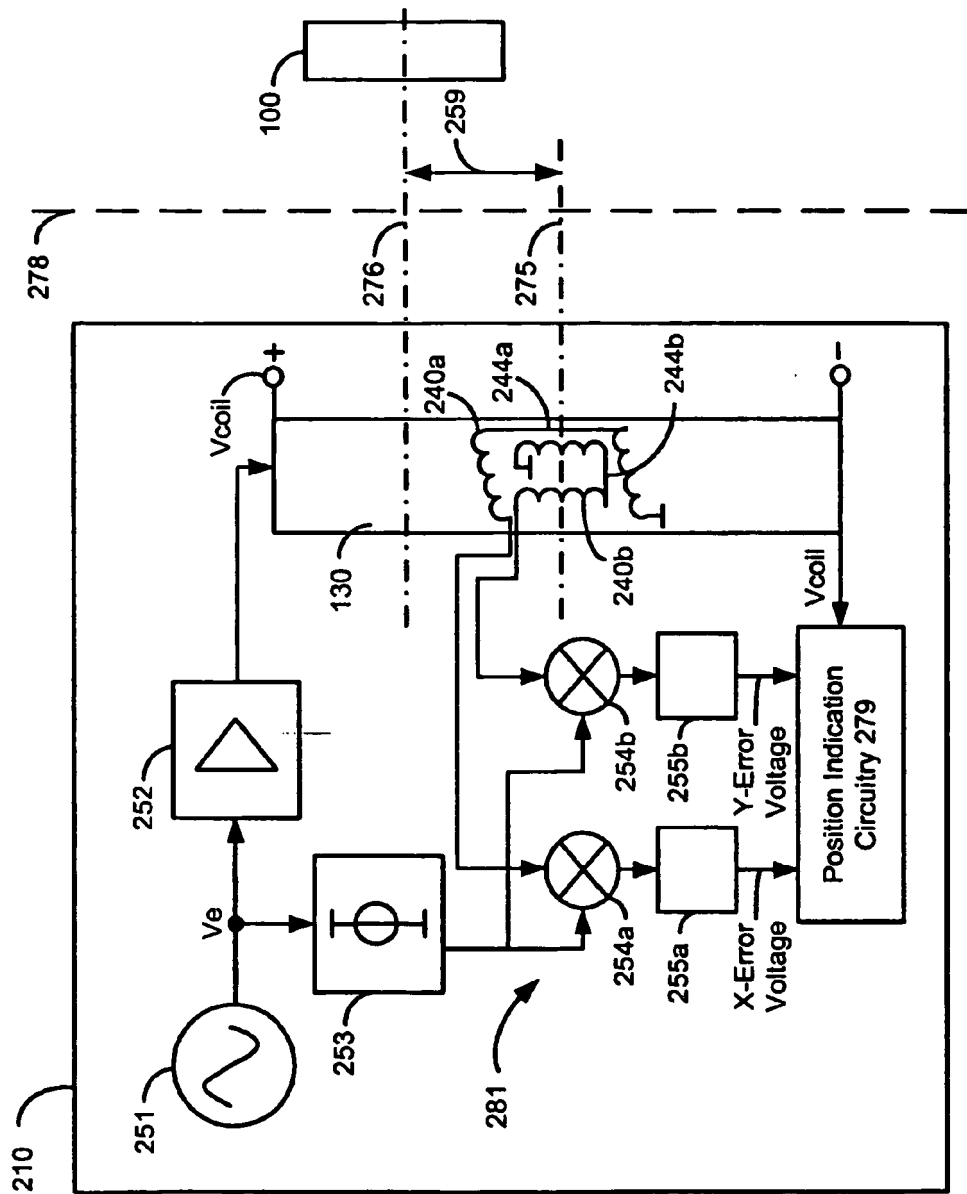 210
278
100
251
Ve
252
Vcoil
+
276
259
253
130
240a
244a
275
281
254a
254b
240b
244b
255a
255b
X-Error
Voltage
Y-Error
Voltage
Vcoil
-
Position Indication
Circuitry 279